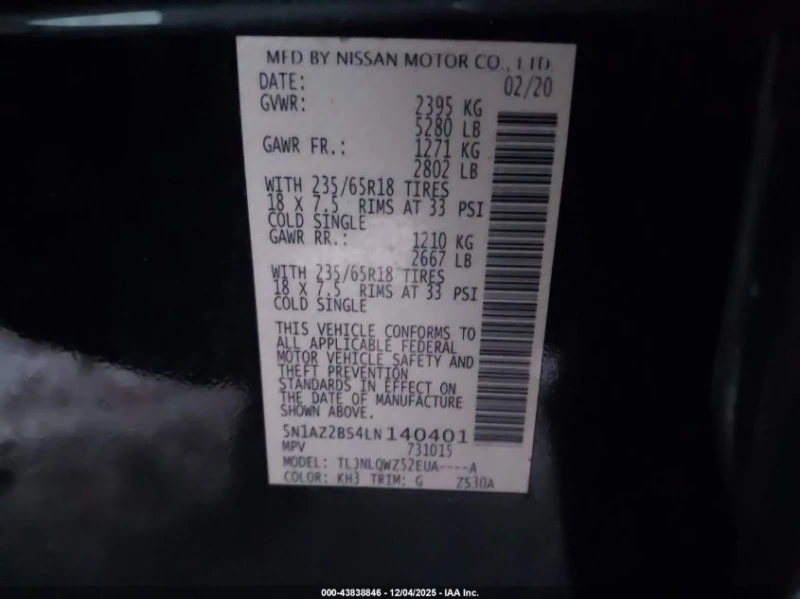 MFD BY NISSAN MOTOR CO., LTD.
DATE: 02/20
GVWR: 2395 KG
5280 LB
GAWR FR.: 1271 KG
2802 LB
WITH 235/65R18 TIRES
18 X 7.5 RIMS AT 33 PSI
COLD SINGLE
GAWR RR.: 1210 KG
2667 LB
WITH 235/65R18 TIRES
18 X 7.5 RIMS AT 33 PSI
COLD SINGLE
THIS VEHICLE CONFORMS TO
ALL APPLICABLE FEDERAL
MOTOR VEHICLE SAFETY AND
THEFT PREVENTION
STANDARDS IN EFFECT ON
THE DATE OF MANUFACTURE
SHOWN ABOVE.
5N1AZ2BS4LN140401
MPV 731015
MODEL: TLJNLQWZ52EUA----A
COLOR: KH3 TRIM: G ZS30A
000-43838846 - 12/04/2025 - IAA Inc.